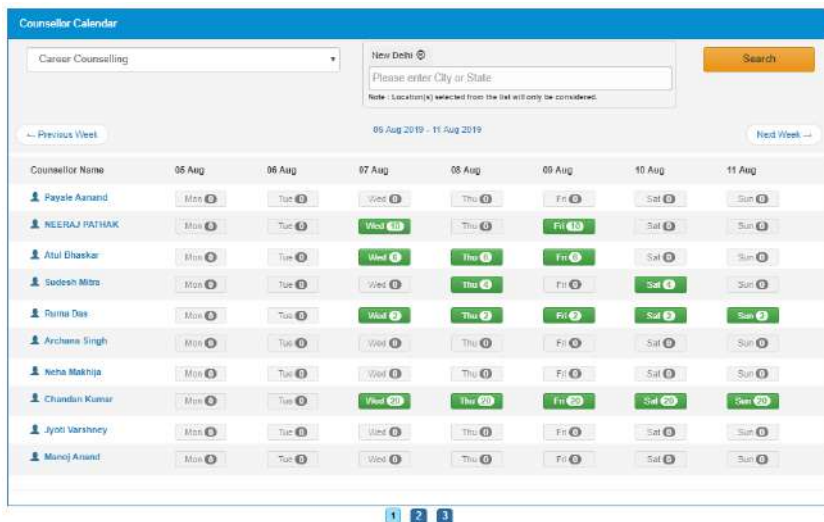 Counsellor Calendar
Career Counselling
New Delhi
Please enter City or State
Note : Location(s) selected from the list will only be considered.
Search
← Previous Week
05 Aug 2019 - 11 Aug 2019
Next Week →
Counsellor Name 05 Aug 06 Aug 07 Aug 08 Aug 09 Aug 10 Aug 11 Aug
Payale Aanand Mon 0 Tue 0 Wed 0 Thu 0 Fri 0 Sat 0 Sun 0
NEERAJ PATHAK Mon 0 Tue 0 Wed 10 Thu 0 Fri 10 Sat 0 Sun 0
Atul Bhaskar Mon 0 Tue 0 Wed Thu Fri Sat 0 Sun 0
Sudesh Mitra Mon 0 Tue 0 Wed 0 Thu 4 Fri 0 Sat 4 Sun 0
Ruma Das Mon 0 Tue 0 Wed Thu Fri Sat Sun
Archana Singh Mon 0 Tue 0 Wed 0 Thu 0 Fri 0 Sat 0 Sun 0
Neha Makhija Mon 0 Tue 0 Wed 0 Thu 0 Fri 0 Sat 0 Sun 0
Chandan Kumar Mon 0 Tue 0 Wed 20 Thu 20 Fri 20 Sat 20 Sun 20
Jyoti Varshney Mon 0 Tue 0 Wed 0 Thu 0 Fri 0 Sat 0 Sun 0
Manoj Anand Mon 0 Tue 0 Wed 0 Thu 0 Fri 0 Sat 0 Sun 0
1 2 3